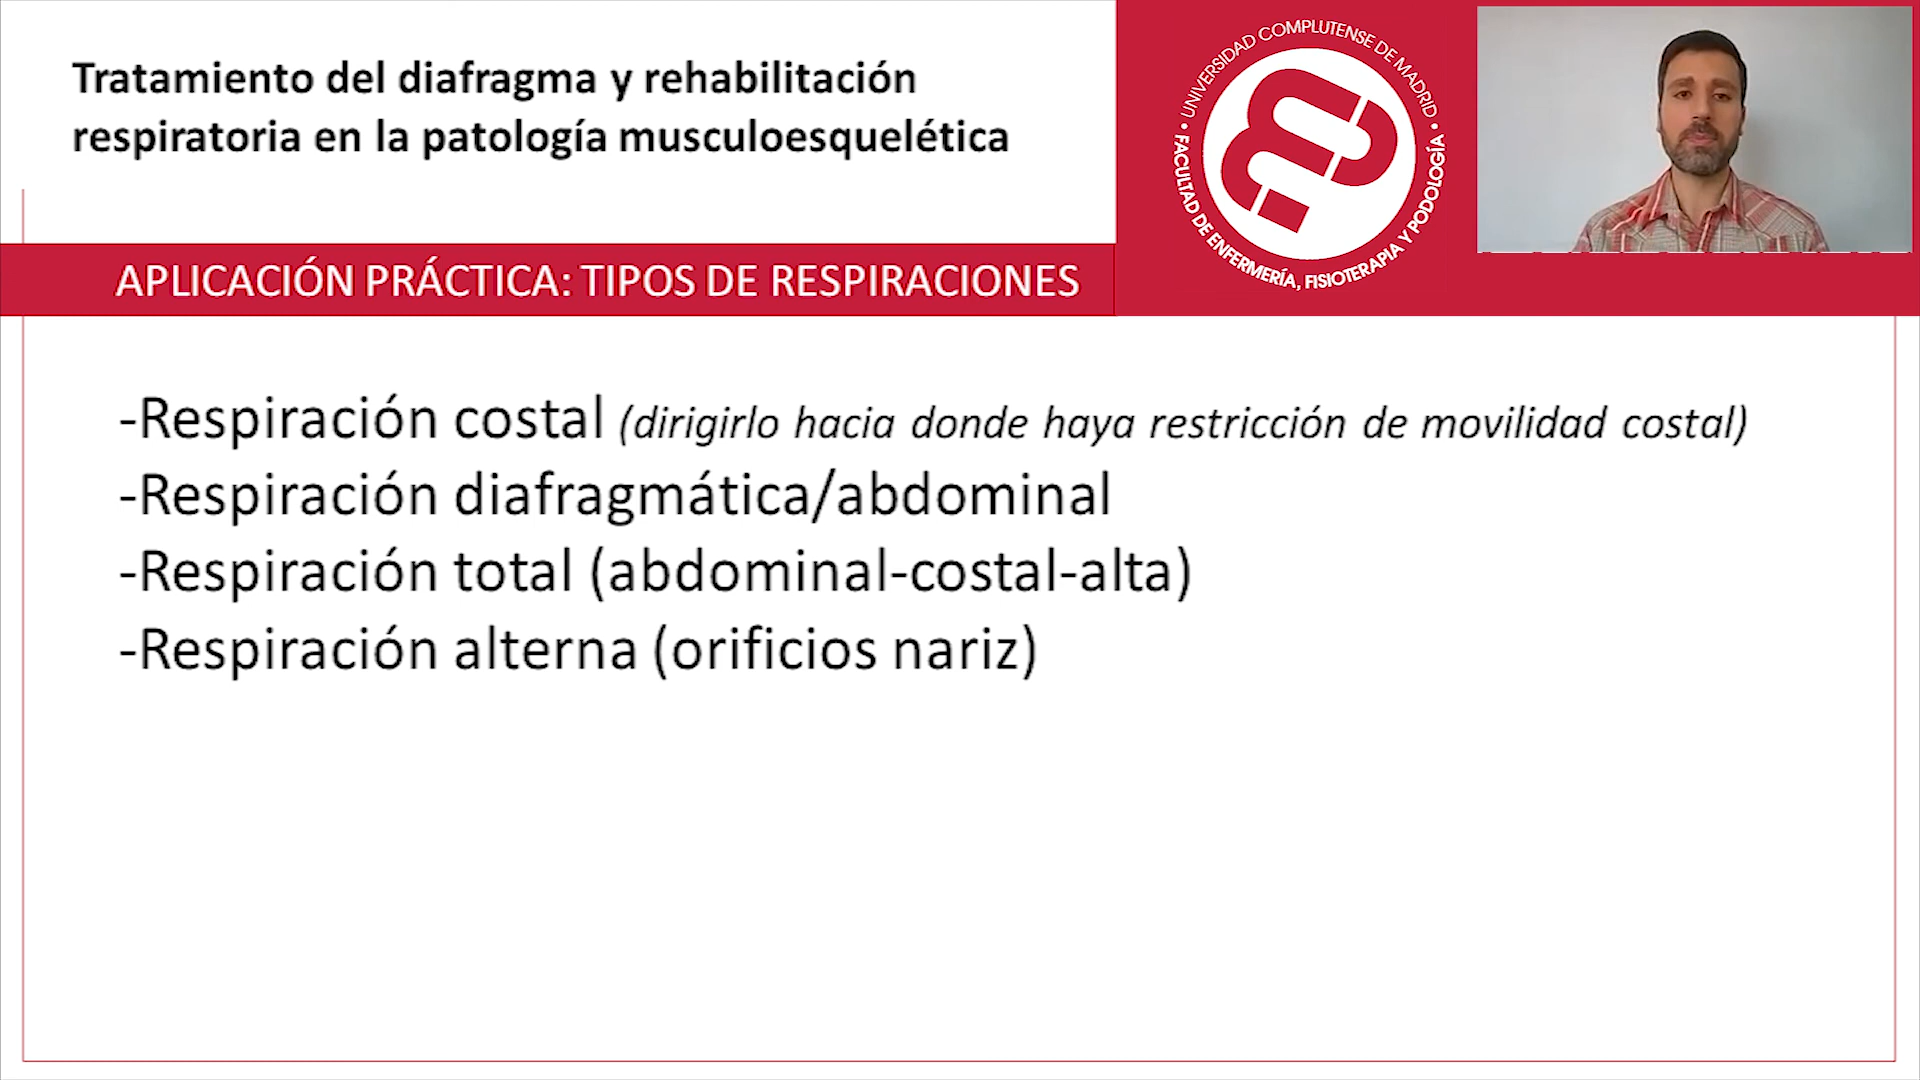 Tratamiento del diafragma y rehabilitación
respiratoria en la patología musculoesquelética
• UNIVERSIDAD COMPLUTENSE DE MADRID •
FACULTAD DE ENFERMERÍA, FISIOTERAPIA Y PODOLOGÍA
APLICACIÓN PRÁCTICA: TIPOS DE RESPIRACIONES
-Respiración costal (dirigirlo hacia donde haya restricción de movilidad costal)
-Respiración diafragmática/abdominal
-Respiración total (abdominal-costal-alta)
-Respiración alterna (orificios nariz)